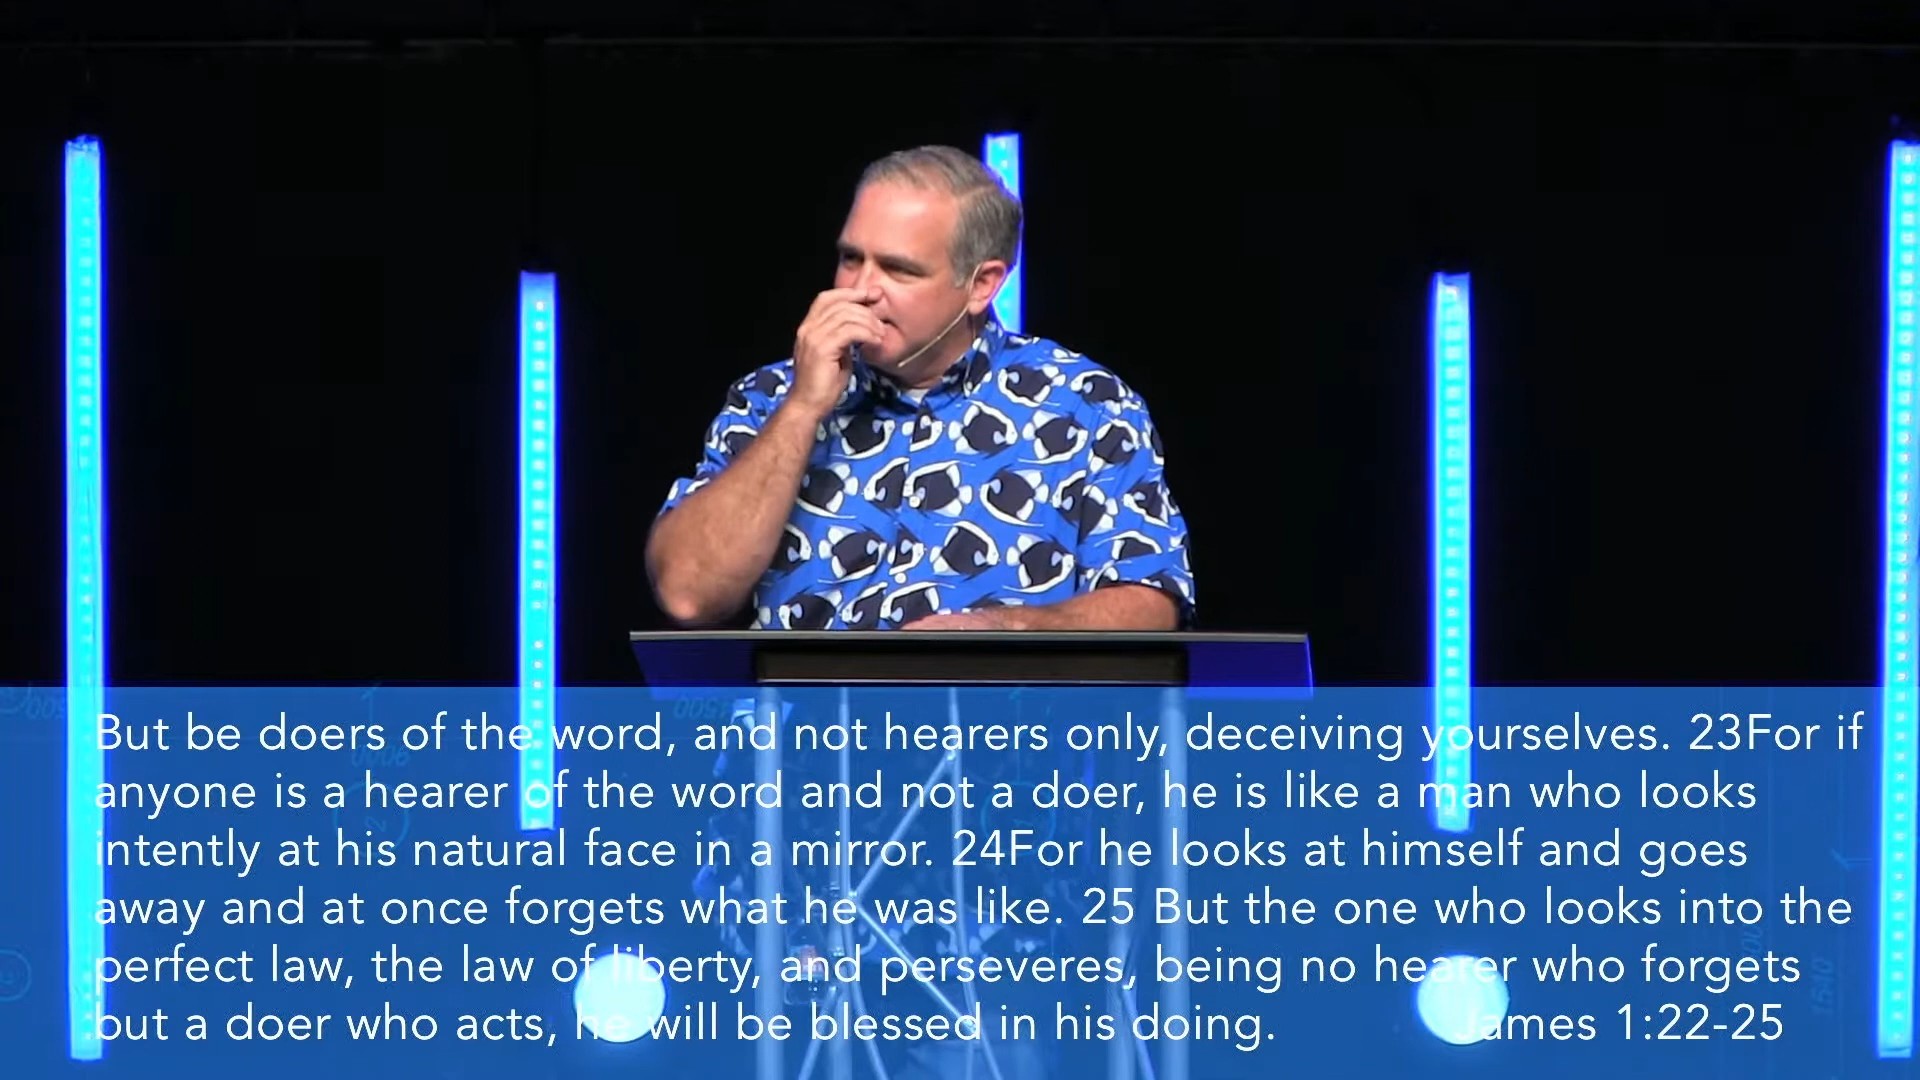 But be doers of the word, and not hearers only, deceiving yourselves. 23For if
anyone is a hearer of the word and not a doer, he is like a man who looks
intently at his natural face in a mirror. 24For he looks at himself and goes
away and at once forgets what he was like. 25 But the one who looks into the
perfect law, the law of liberty, and perseveres, being no hearer who forgets
but a doer who acts, he will be blessed in his doing. James 1:22-25